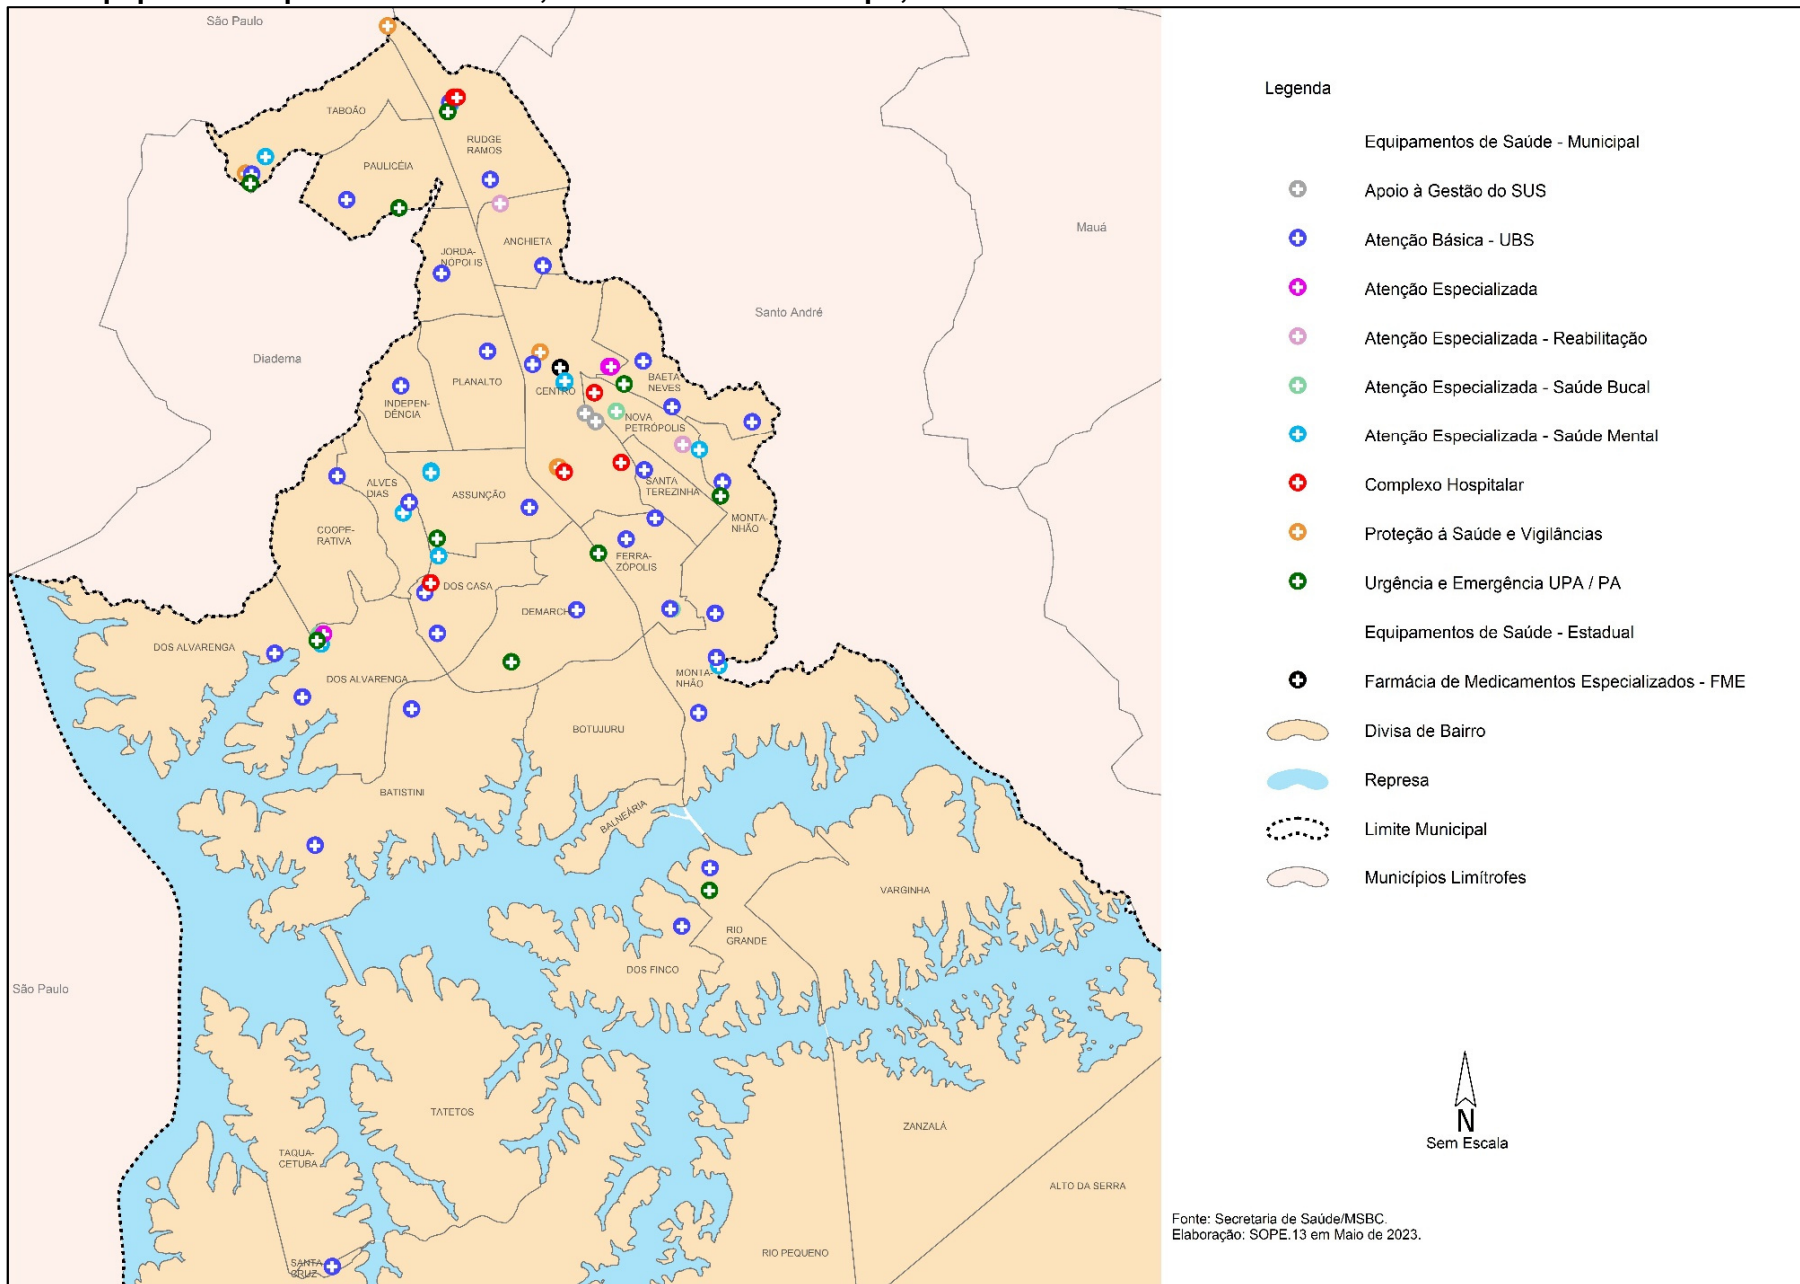 São Paulo
TABOÃO
RUDGE
RAMOS
PAULICÉIA
Mauá
ANCHIETA
JORDA-
NÓPOLIS
Santo André
Diadema
PLANALTO
CENTRO
BAETA
NEVES
INDEPEN-
DÊNCIA
NOVA
PETRÓPOLIS
ALVES
DIAS
ASSUNÇÃO
SANTA
TEREZINHA
COOPE-
RATIVA
MONTA-
NHÃO
FERRA-
ZÓPOLIS
DOS CASA
DEMARCHI
DOS ALVARENGA
DOS ALVARENGA
MONTA-
NHÃO
BOTUJURU
BATISTINI
BALNEÁRIA
VARGINHA
RIO
GRANDE
DOS FINCO
São Paulo
TATETOS
ZANZALÁ
TAQUA-
CETUBA
ALTO DA SERRA
RIO PEQUENO
SANTA
CRUZ
Legenda
Equipamentos de Saúde - Municipal
Apoio à Gestão do SUS
Atenção Básica - UBS
Atenção Especializada
Atenção Especializada - Reabilitação
Atenção Especializada - Saúde Bucal
Atenção Especializada - Saúde Mental
Complexo Hospitalar
Proteção á Saúde e Vigilâncias
Urgência e Emergência UPA / PA
Equipamentos de Saúde - Estadual
Farmácia de Medicamentos Especializados - FME
Divisa de Bairro
Represa
Limite Municipal
Municípios Limítrofes
N
Sem Escala
Fonte: Secretaria de Saúde/MSBC.
Elaboração: SOPE.13 em Maio de 2023.